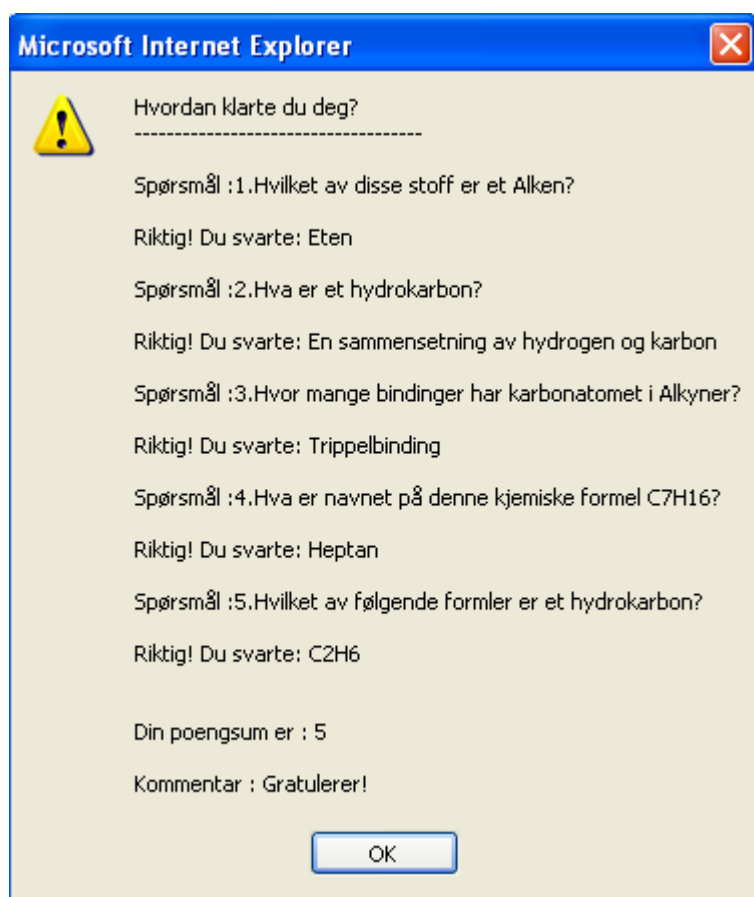 Microsoft Internet Explorer
Hvordan klarte du deg?
------------------------------------
Spørsmål :1.Hvilket av disse stoff er et Alken?
Riktig! Du svarte: Eten
Spørsmål :2.Hva er et hydrokarbon?
Riktig! Du svarte: En sammensetning av hydrogen og karbon
Spørsmål :3.Hvor mange bindinger har karbonatomet i Alkyner?
Riktig! Du svarte: Trippelbinding
Spørsmål :4.Hva er navnet på denne kjemiske formel C7H16?
Riktig! Du svarte: Heptan
Spørsmål :5.Hvilket av følgende formler er et hydrokarbon?
Riktig! Du svarte: C2H6
Din poengsum er : 5
Kommentar : Gratulerer!
OK